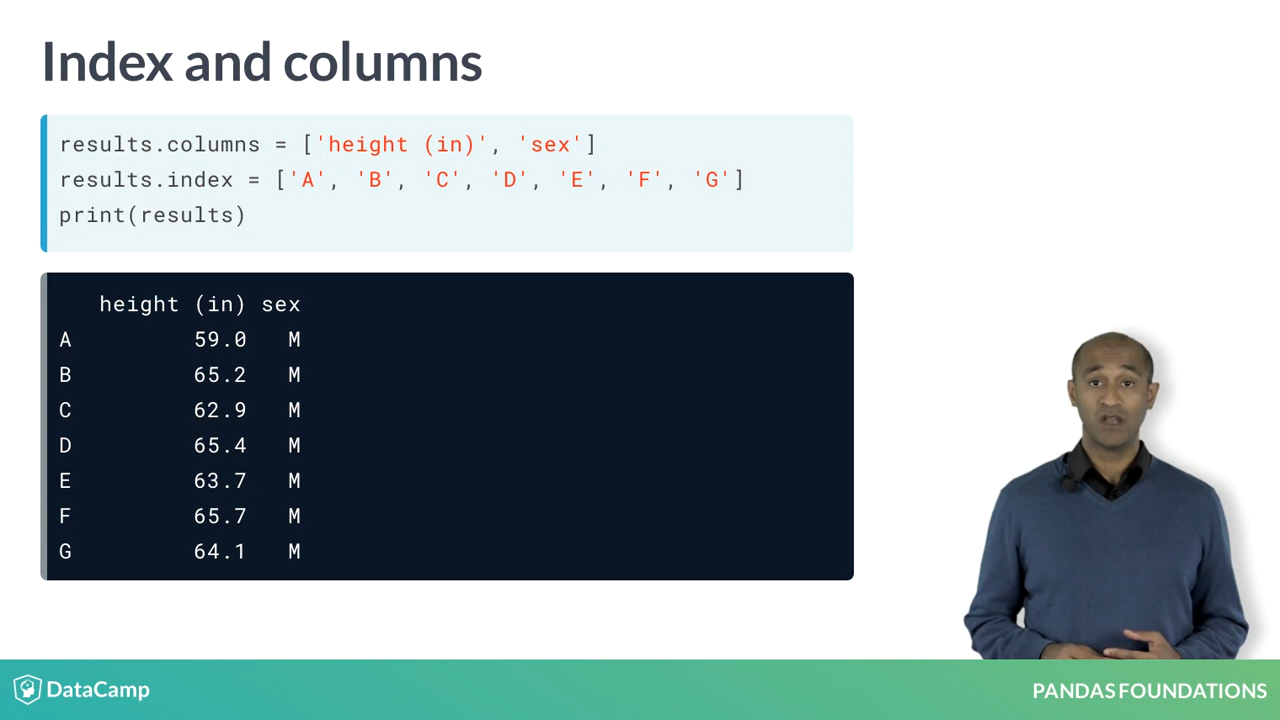 Index and columns
results.columns = ['height (in)', 'sex']
results.index = ['A', 'B', 'C', 'D', 'E', 'F', 'G']
print(results)
   height (in) sex
A         59.0   M
B         65.2   M
C         62.9   M
D         65.4   M
E         63.7   M
F         65.7   M
G         64.1   M
DataCamp
PANDAS FOUNDATIONS